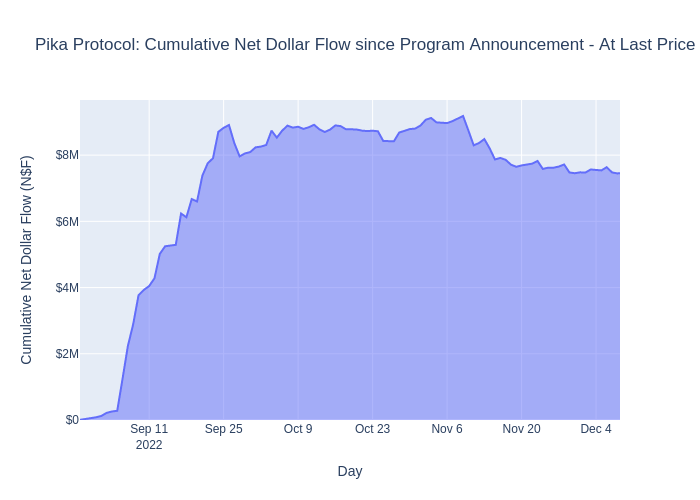 Pika Protocol: Cumulative Net Dollar Flow since Program Announcement - At Last Price
Cumulative Net Dollar Flow (N$F)
$8M
$6M
$4M
$2M
$0
Sep 11
2022
Sep 25
Oct 9
Oct 23
Nov 6
Nov 20
Dec 4
Day